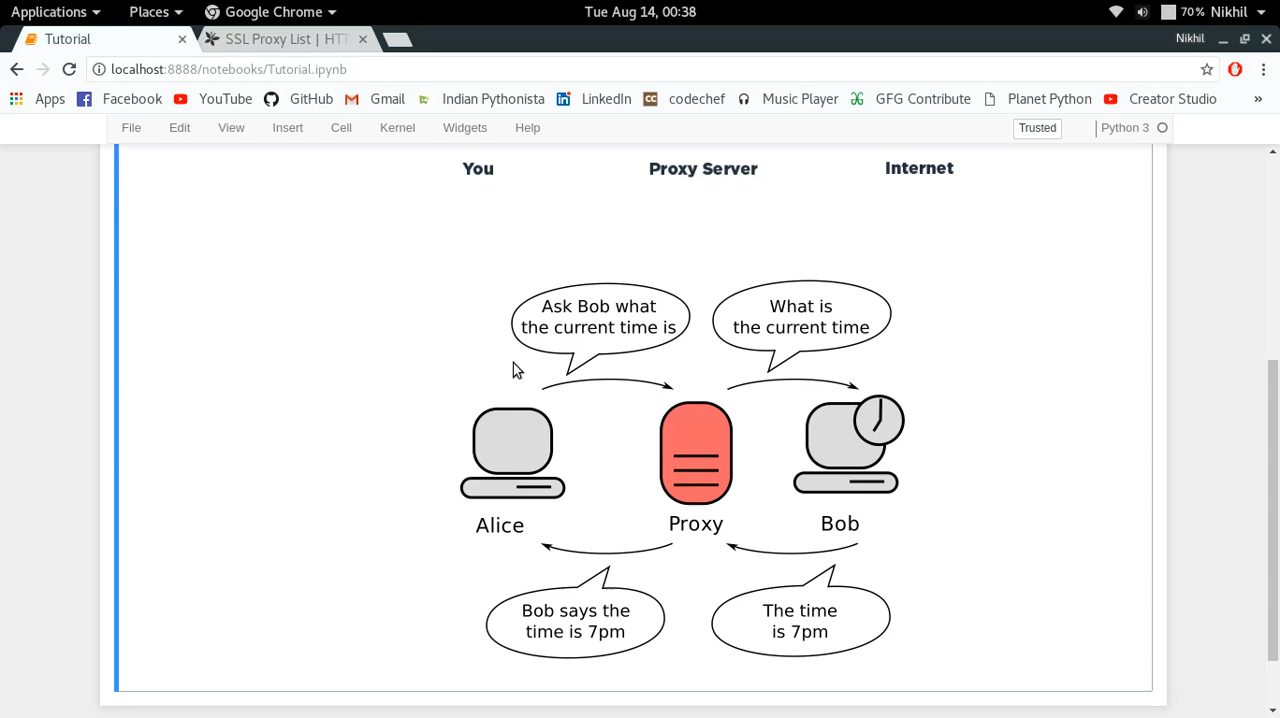 Applications Places Google Chrome Tue Aug 14, 00:38 70% Nikhil
Tutorial SSL Proxy List | HTT Nikhil
localhost:8888/notebooks/Tutorial.ipynb
Apps Facebook YouTube GitHub Gmail Indian Pythonista LinkedIn codechef Music Player GFG Contribute Planet Python Creator Studio »
File Edit View Insert Cell Kernel Widgets Help Trusted Python 3
You Proxy Server Internet
Ask Bob what
the current time is
What is
the current time
Alice Proxy Bob
Bob says the
time is 7pm
The time
is 7pm